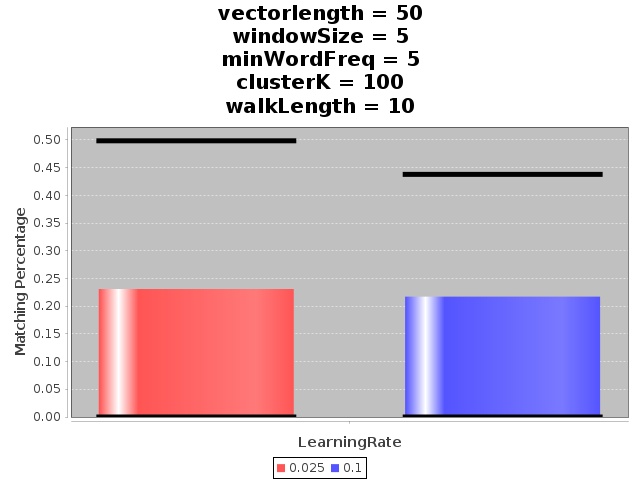 vectorlength = 50
windowSize = 5
minWordFreq = 5
clusterK = 100
walkLength = 10
0.50
0.45
0.40
0.35
0.30
0.25
0.20
0.15
0.10
0.05
0.00
Matching Percentage
LearningRate
0.025 0.1